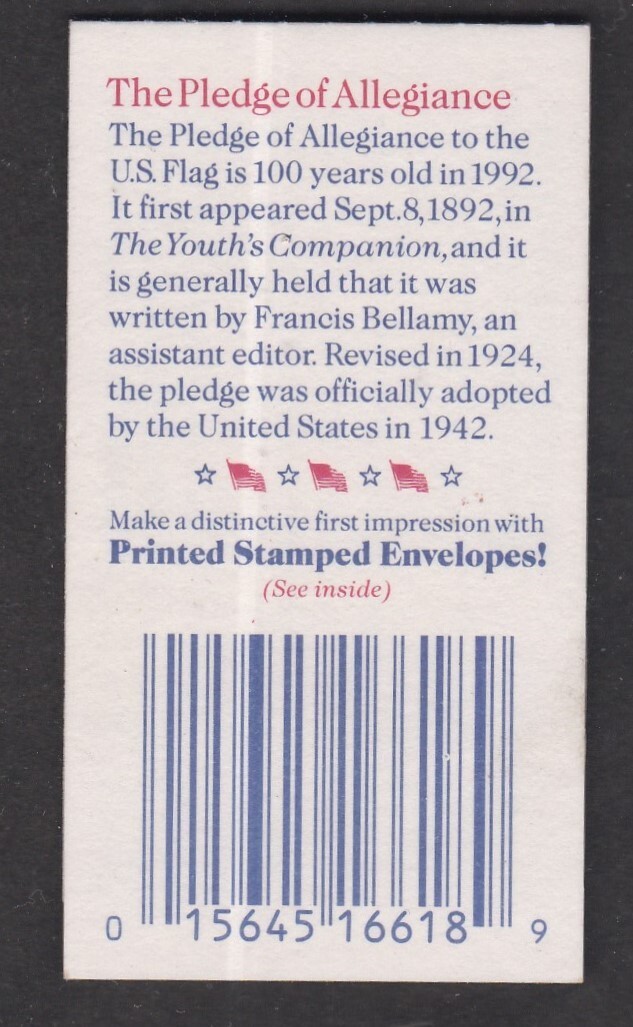 The Pledge of Allegiance
The Pledge of Allegiance to the
U.S. Flag is 100 years old in 1992.
It first appeared Sept.8,1892, in
The Youth's Companion, and it
is generally held that it was
written by Francis Bellamy, an
assistant editor. Revised in 1924,
the pledge was officially adopted
by the United States in 1942.
Make a distinctive first impression with
Printed Stamped Envelopes!
(See inside)
0 15645 16618 9